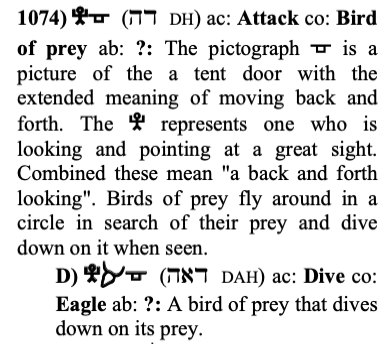 1074) (דה DH) ac: Attack co: Bird
of prey ab: ?: The pictograph is a
picture of the a tent door with the
extended meaning of moving back and
forth. The represents one who is
looking and pointing at a great sight.
Combined these mean "a back and forth
looking". Birds of prey fly around in a
circle in search of their prey and dive
down on it when seen.
D) (דאה DAH) ac: Dive co:
Eagle ab: ?: A bird of prey that dives
down on its prey.